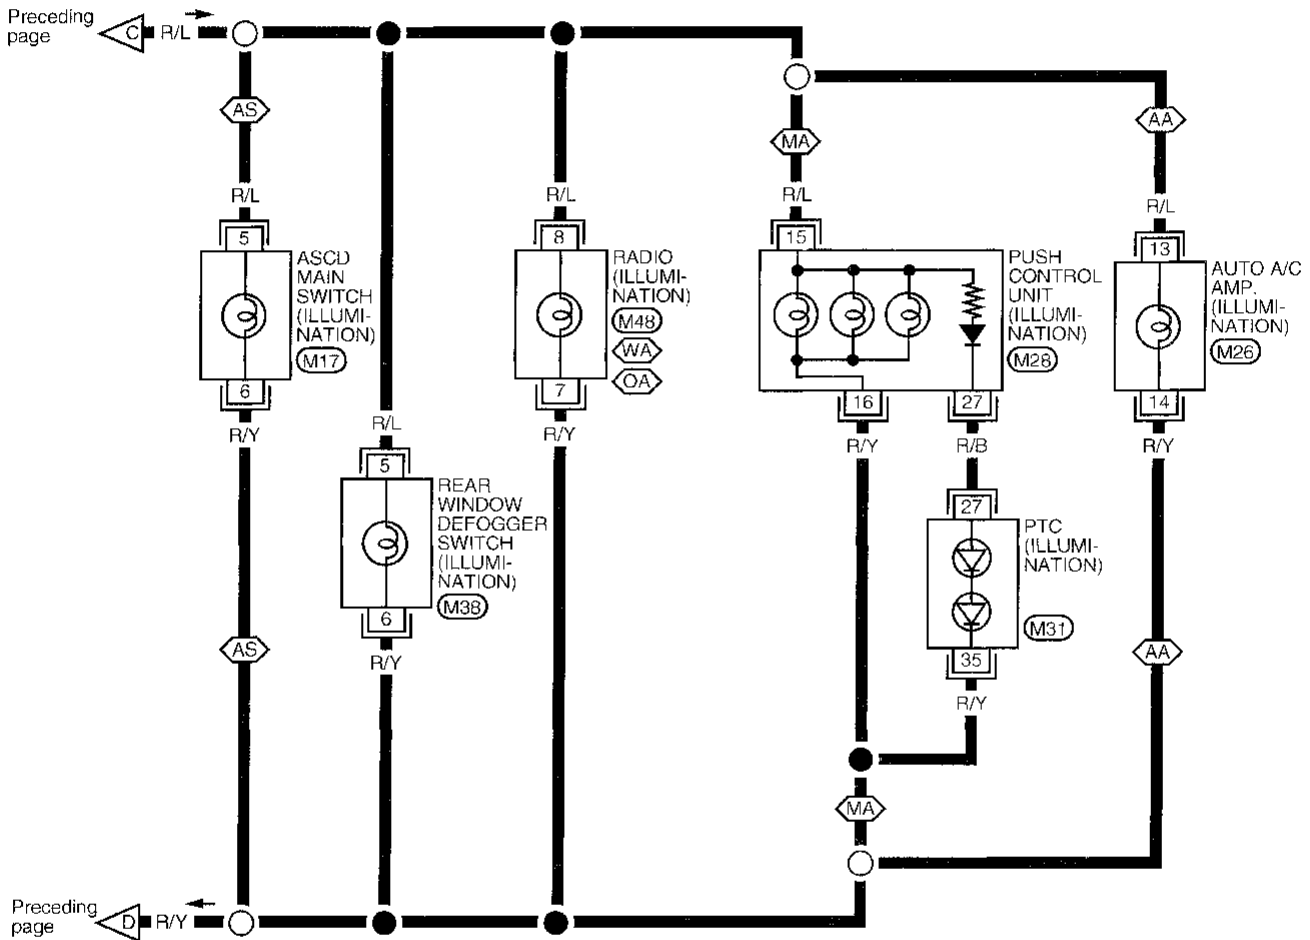 Preceding
page
C
R/L
AS
R/L
5
ASCD
MAIN
SWITCH
(ILLUMI-
NATION)
M17
6
R/Y
AS
R/L
5
REAR
WINDOW
DEFOGGER
SWITCH
(ILLUMI-
NATION)
M38
6
R/Y
R/L
8
RADIO
(ILLUMI-
NATION)
M48
WA
OA
7
R/Y
MA
R/L
15
PUSH
CONTROL
UNIT
(ILLUMI-
NATION)
M28
16
27
R/Y
R/B
27
PTC
(ILLUMI-
NATION)
M31
35
R/Y
MA
AA
R/L
13
AUTO A/C
AMP.
(ILLUMI-
NATION)
M26
14
R/Y
AA
Preceding
page
D
R/Y